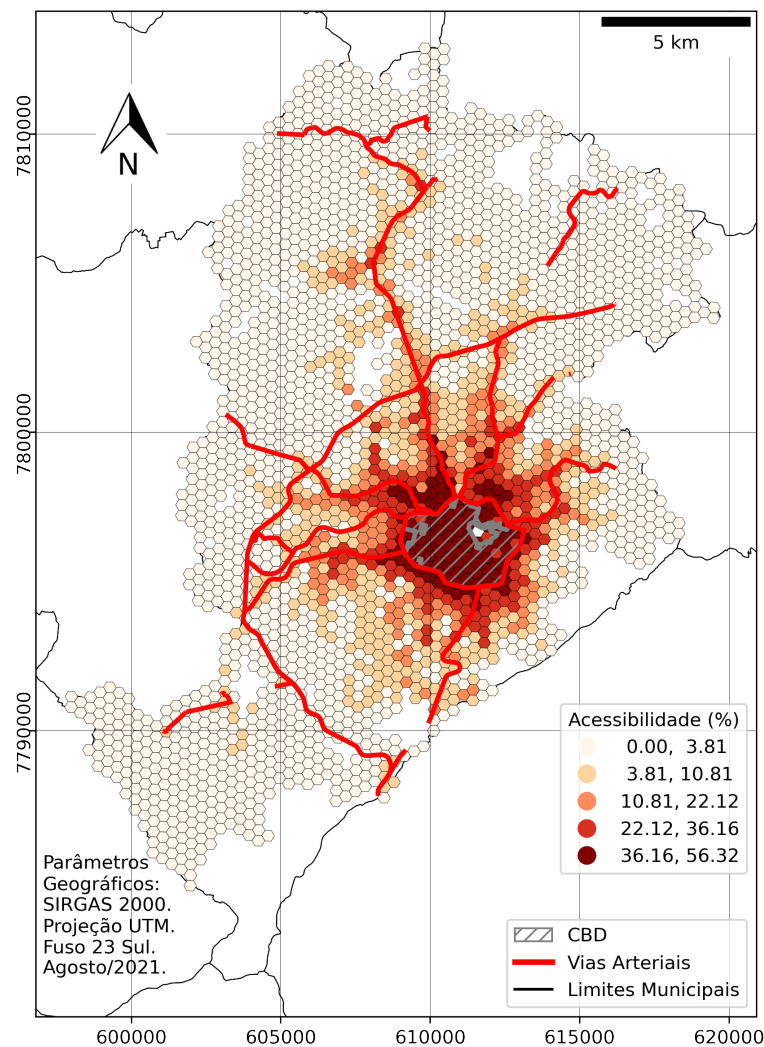 5 km
N
7810000
7800000
7790000
Acessibilidade (%)
0.00, 3.81
3.81, 10.81
10.81, 22.12
22.12, 36.16
36.16, 56.32
Parâmetros
Geográficos:
SIRGAS 2000.
Projeção UTM.
Fuso 23 Sul.
Agosto/2021.
CBD
Vias Arteriais
Limites Municipais
600000 605000 610000 615000 620000